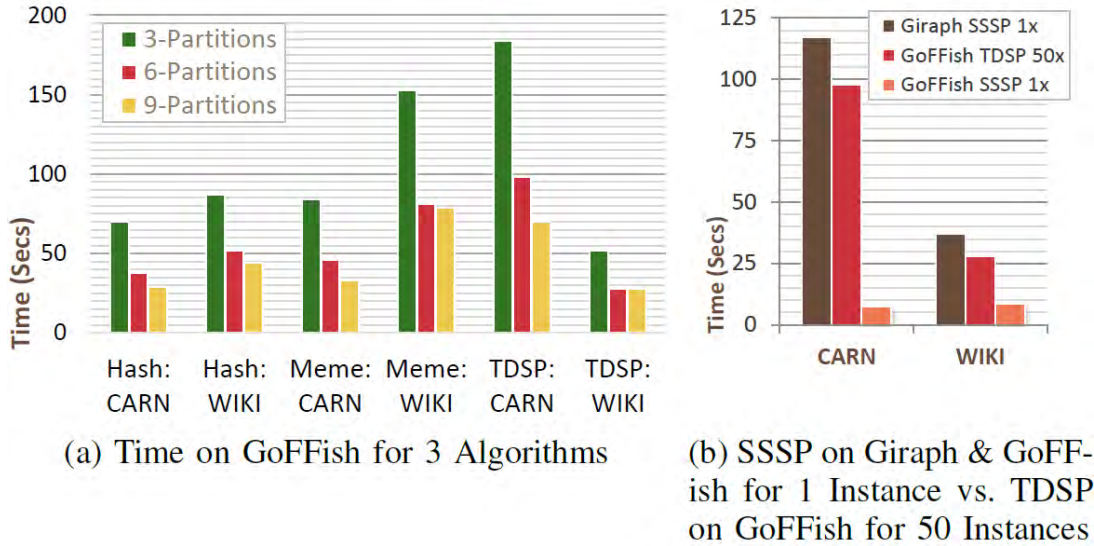 200
150
100
50
0
Time (Secs)
3-Partitions
6-Partitions
9-Partitions
Hash: Hash: Meme: Meme: TDSP: TDSP:
CARN WIKI CARN WIKI CARN WIKI
(a) Time on GoFFish for 3 Algorithms
125
100
75
50
25
0
Time (Secs)
Giraph SSSP 1x
GoFFish TDSP 50x
GoFFish SSSP 1x
CARN WIKI
(b) SSSP on Giraph & GoFF-
ish for 1 Instance vs. TDSP
on GoFFish for 50 Instances